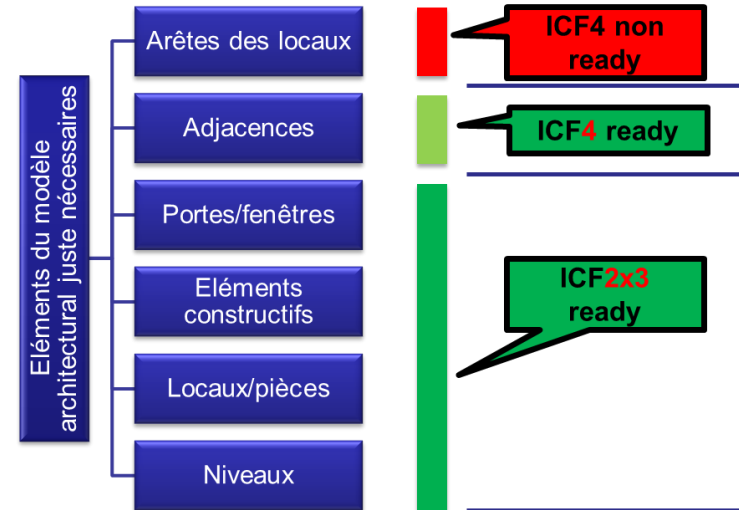 Eléments du modèle
architectural juste nécessaires
Arêtes des locaux
Adjacences
Portes/fenêtres
Eléments
constructifs
Locaux/pièces
Niveaux
ICF4 non
ready
ICF4 ready
ICF2x3
ready